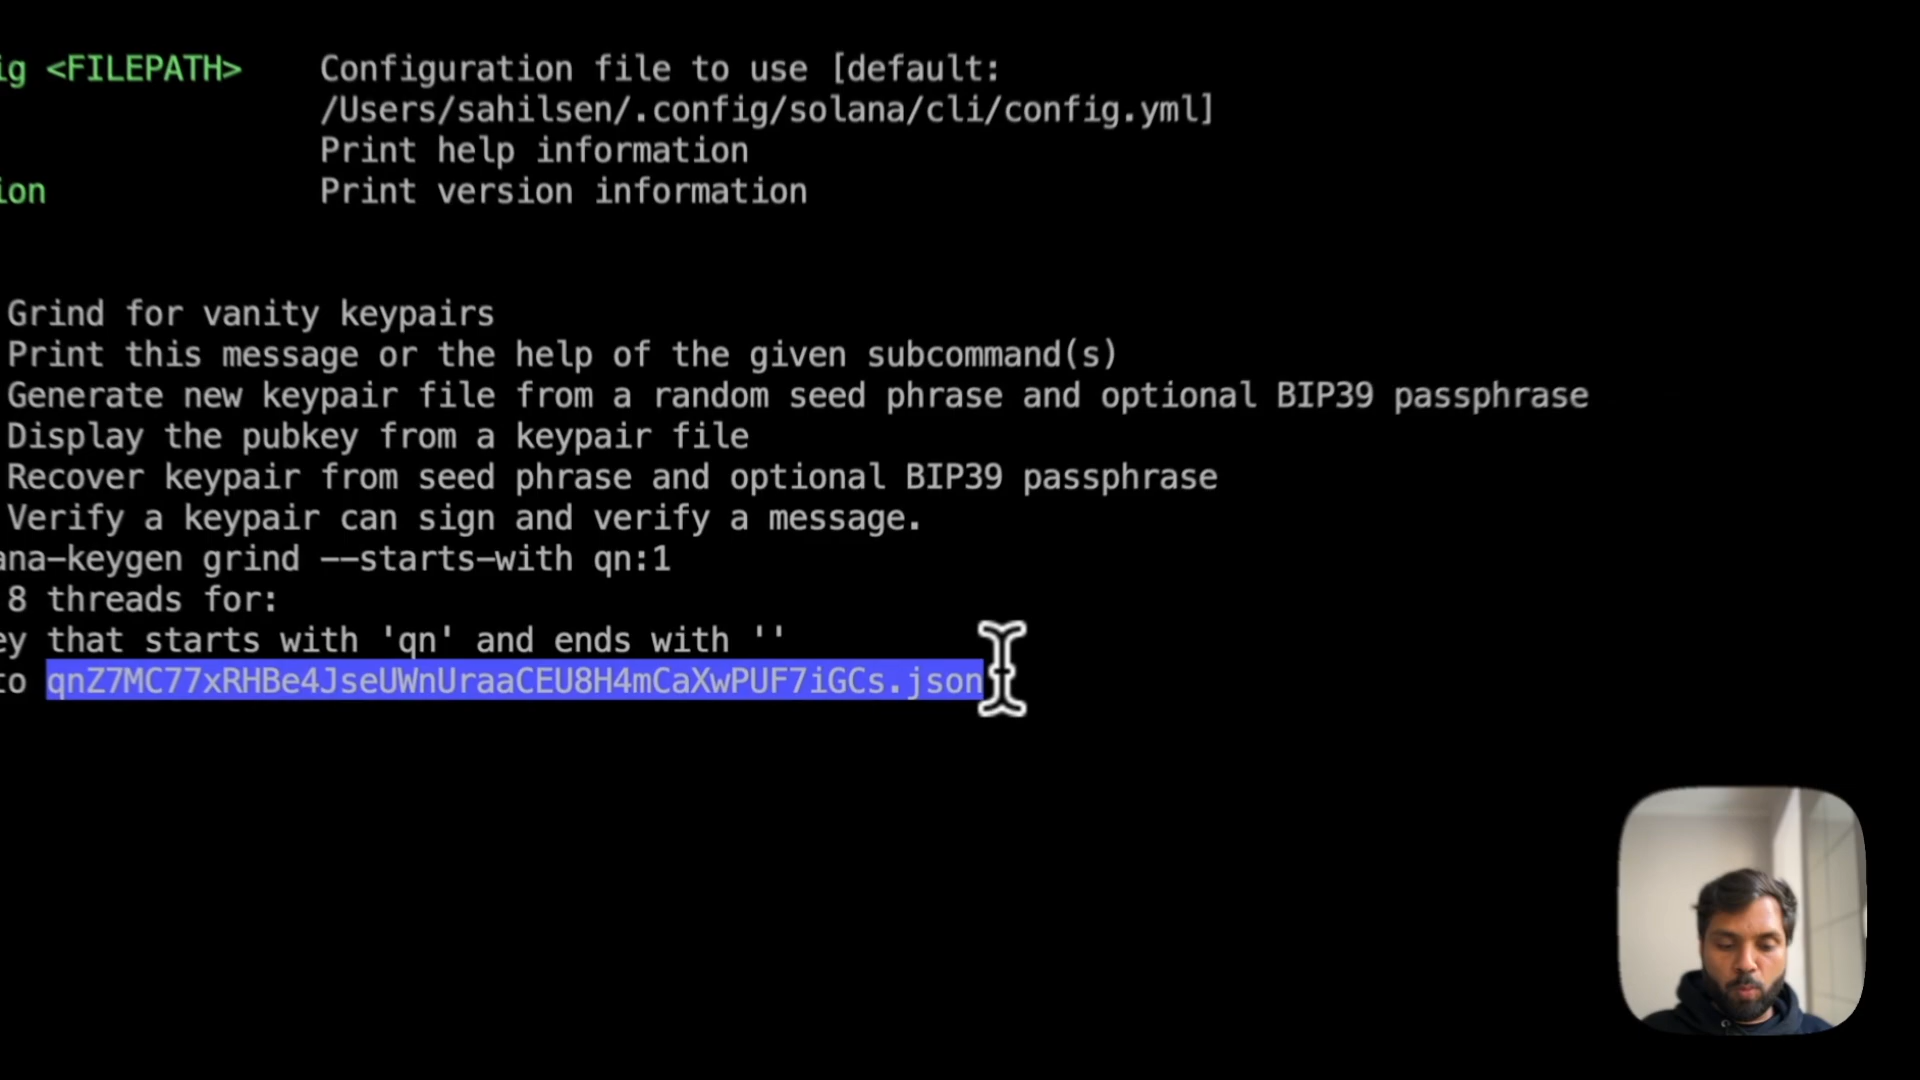 ig <FILEPATH> Configuration file to use [default:
/Users/sahilsen/.config/solana/cli/config.yml]
Print help information
ion Print version information
Grind for vanity keypairs
Print this message or the help of the given subcommand(s)
Generate new keypair file from a random seed phrase and optional BIP39 passphrase
Display the pubkey from a keypair file
Recover keypair from seed phrase and optional BIP39 passphrase
Verify a keypair can sign and verify a message.
ana-keygen grind --starts-with qn:1
8 threads for:
ey that starts with 'qn' and ends with ''
to qnZ7MC77xRHBe4JseUWnUraaCEU8H4mCaXwPUF7iGCs.json